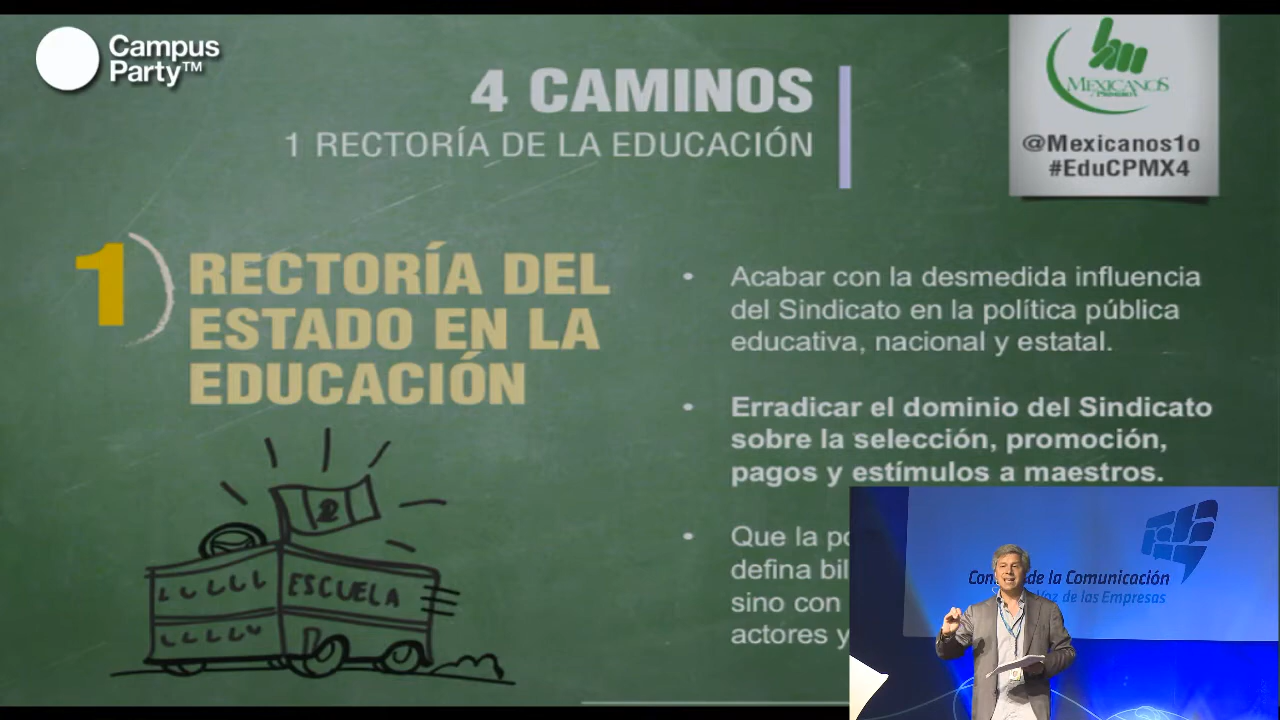 Campus
Party™
4 CAMINOS
1 RECTORÍA DE LA EDUCACIÓN
MEXICANOS
@Mexicanos1o
#EduCPMX4
1
RECTORÍA DEL
ESTADO EN LA
EDUCACIÓN
• Acabar con la desmedida influencia
del Sindicato en la política pública
educativa, nacional y estatal.
• Erradicar el dominio del Sindicato
sobre la selección, promoción,
pagos y estímulos a maestros.
• Que la
defina
sino con
actores y
ESCUELA
de la Comunicación
Voz de las Empresas